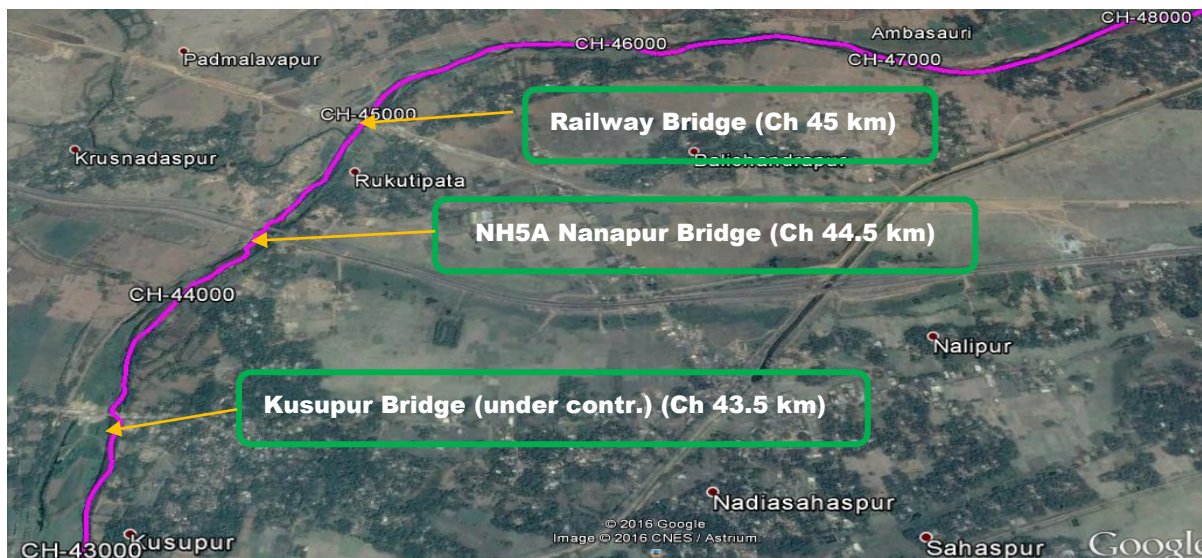 CH-48000
Ambasauri
CH-46000
Padmalavapur
CH-47000
CH-45000
Railway Bridge (Ch 45 km)
Krusnadaspur
Balichandrapur
Rukutipata
NH5A Nanapur Bridge (Ch 44.5 km)
CH-44000
Nalipur
Kusupur Bridge (under contr.) (Ch 43.5 km)
Nadiasahaspur
© 2016 Google
Image © 2016 CNES / Astrium
CH-43000
Kusupur
Sahaspur
Googl